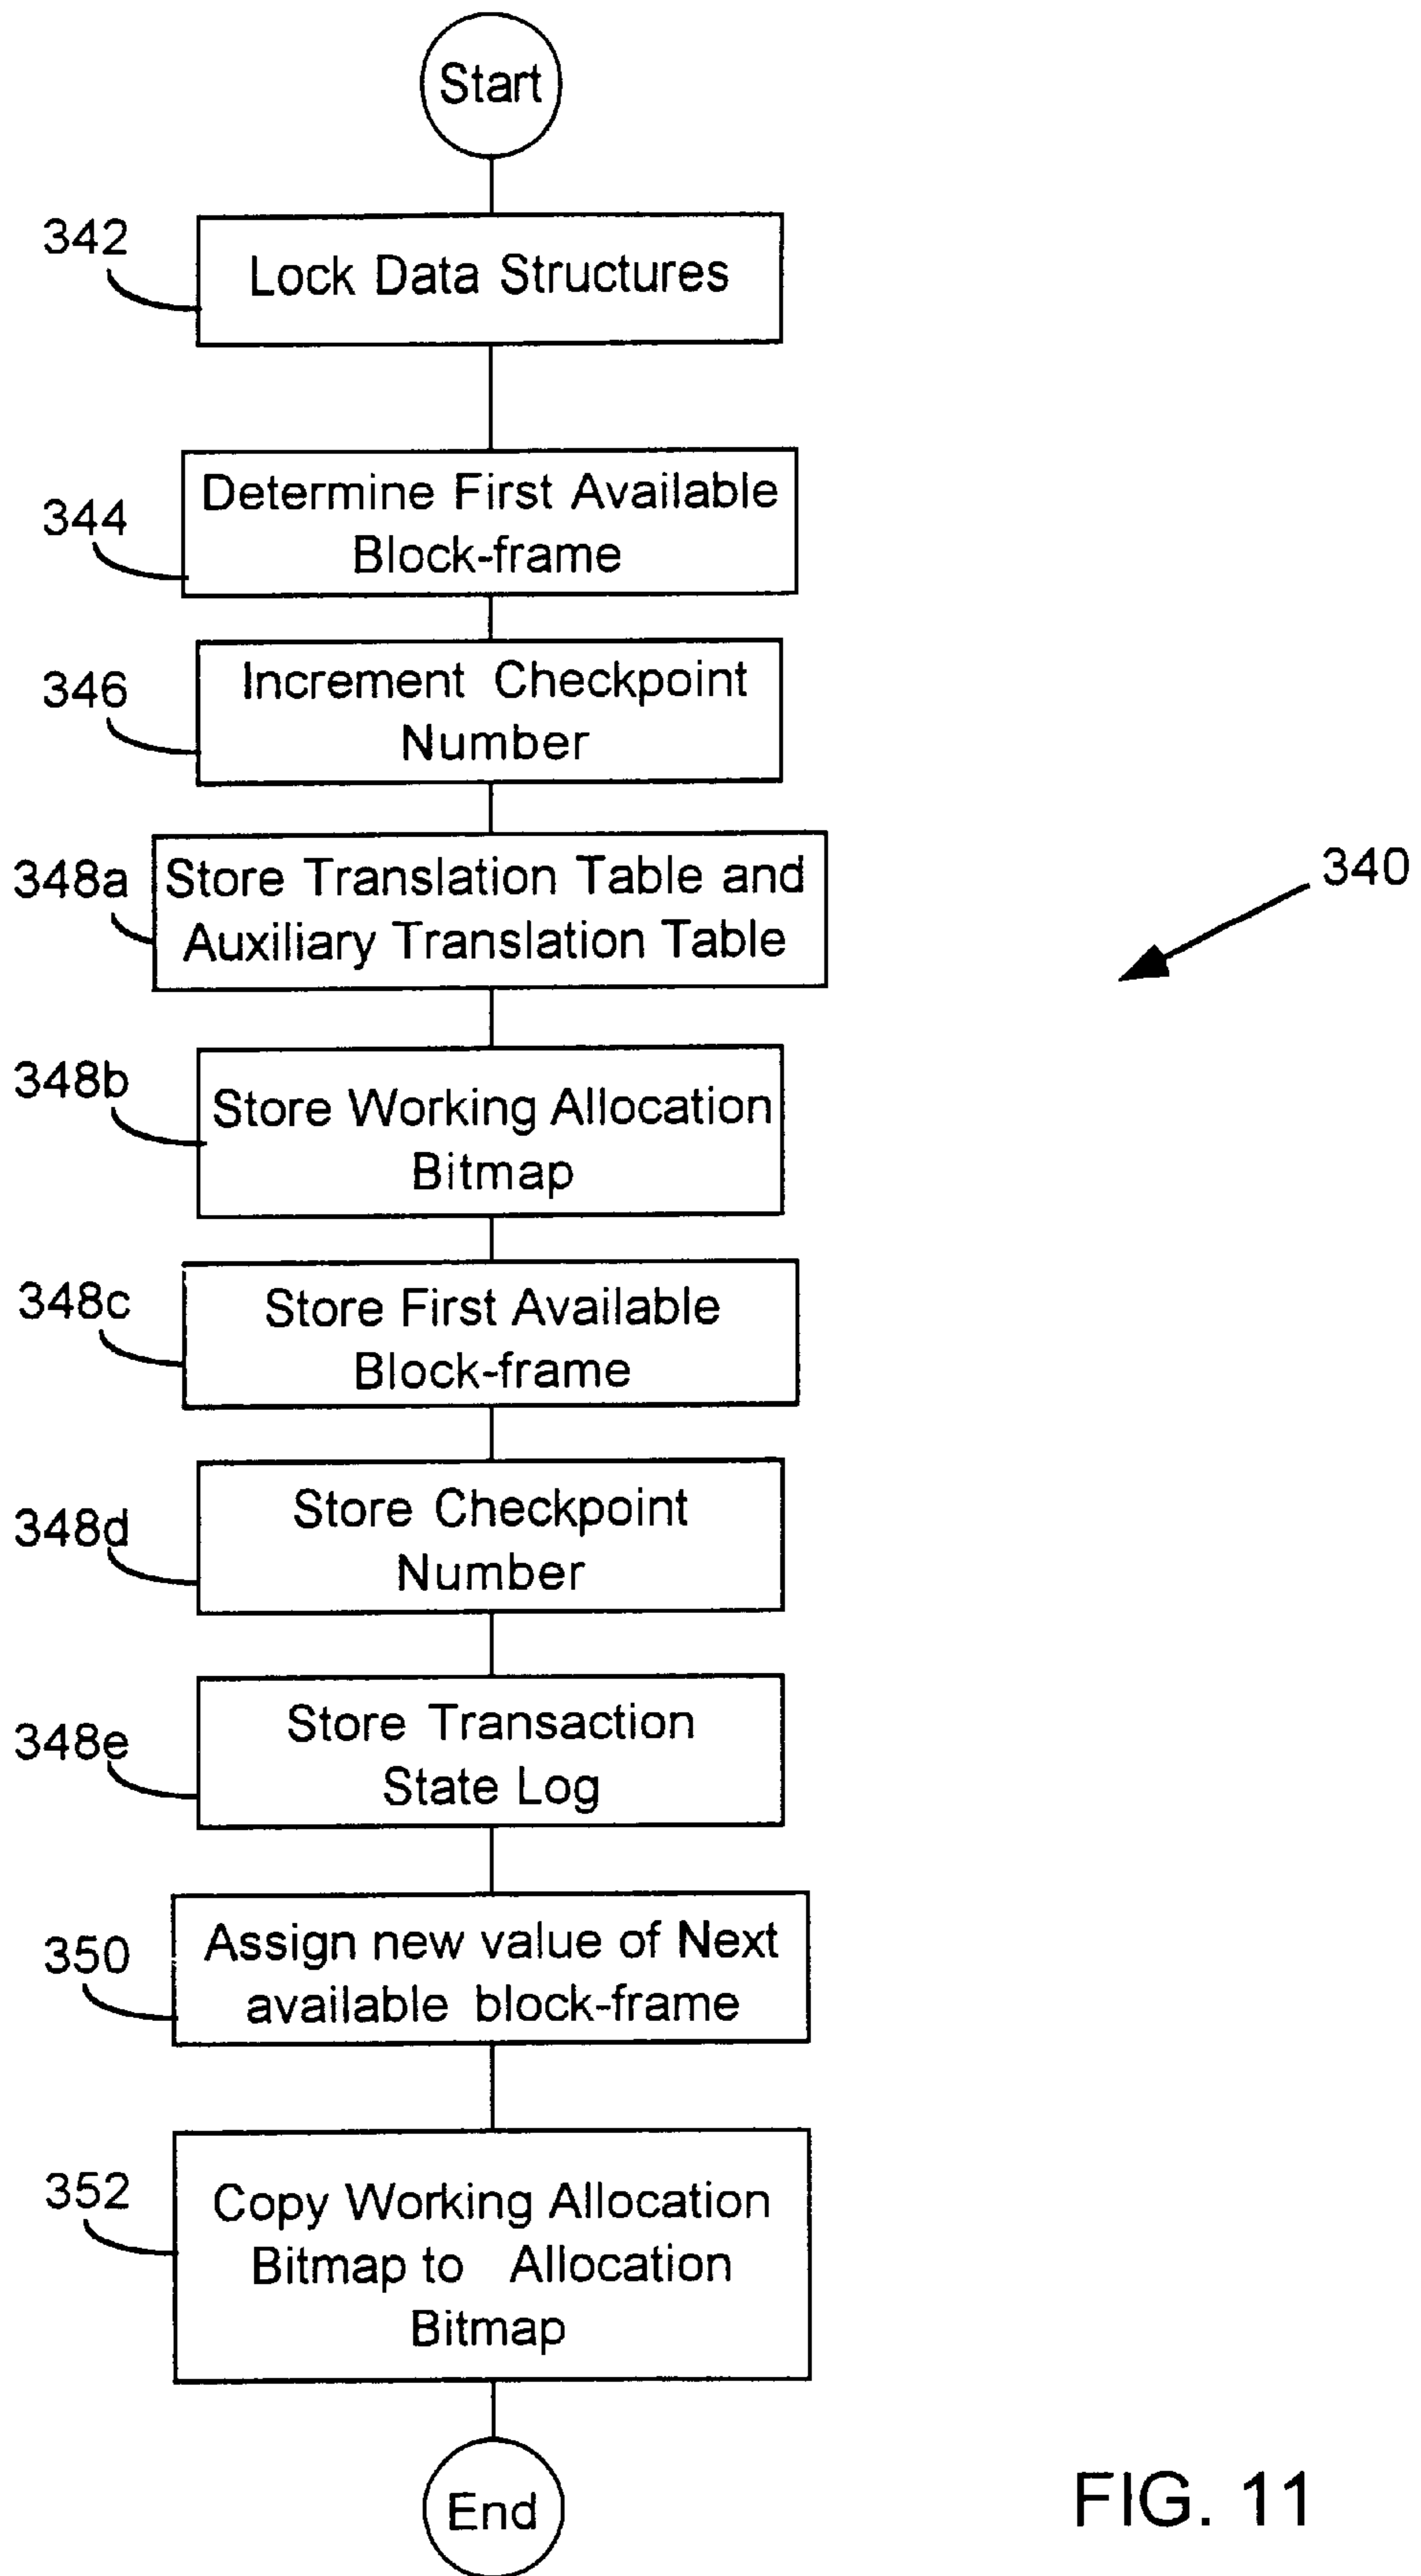 Start
342
Lock Data Structures
344
Determine First Available
Block-frame
346
Increment Checkpoint
Number
348a
Store Translation Table and
Auxiliary Translation Table
340
348b
Store Working Allocation
Bitmap
348c
Store First Available
Block-frame
348d
Store Checkpoint
Number
348e
Store Transaction
State Log
350
Assign new value of Next
available block-frame
352
Copy Working Allocation
Bitmap to Allocation
Bitmap
End
FIG. 11